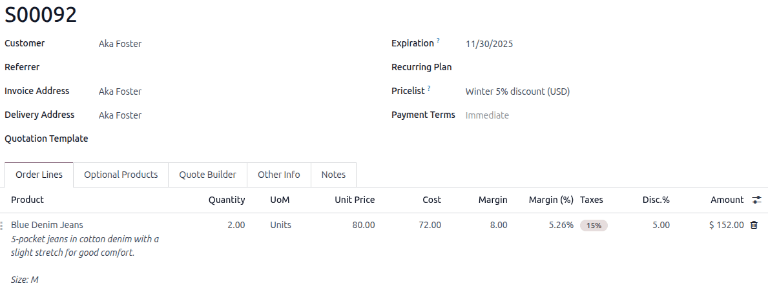 S00092
Customer Aka Foster Expiration ? 11/30/2025
Referrer Recurring Plan
Invoice Address Aka Foster Pricelist ? Winter 5% discount (USD)
Delivery Address Aka Foster Payment Terms Immediate
Quotation Template
Order Lines Optional Products Quote Builder Other Info Notes
Product Quantity UoM Unit Price Cost Margin Margin (%) Taxes Disc.% Amount
Blue Denim Jeans 2.00 Units 80.00 72.00 8.00 5.26% 15% 5.00 $ 152.00
5-pocket jeans in cotton denim with a
slight stretch for good comfort.
Size: M